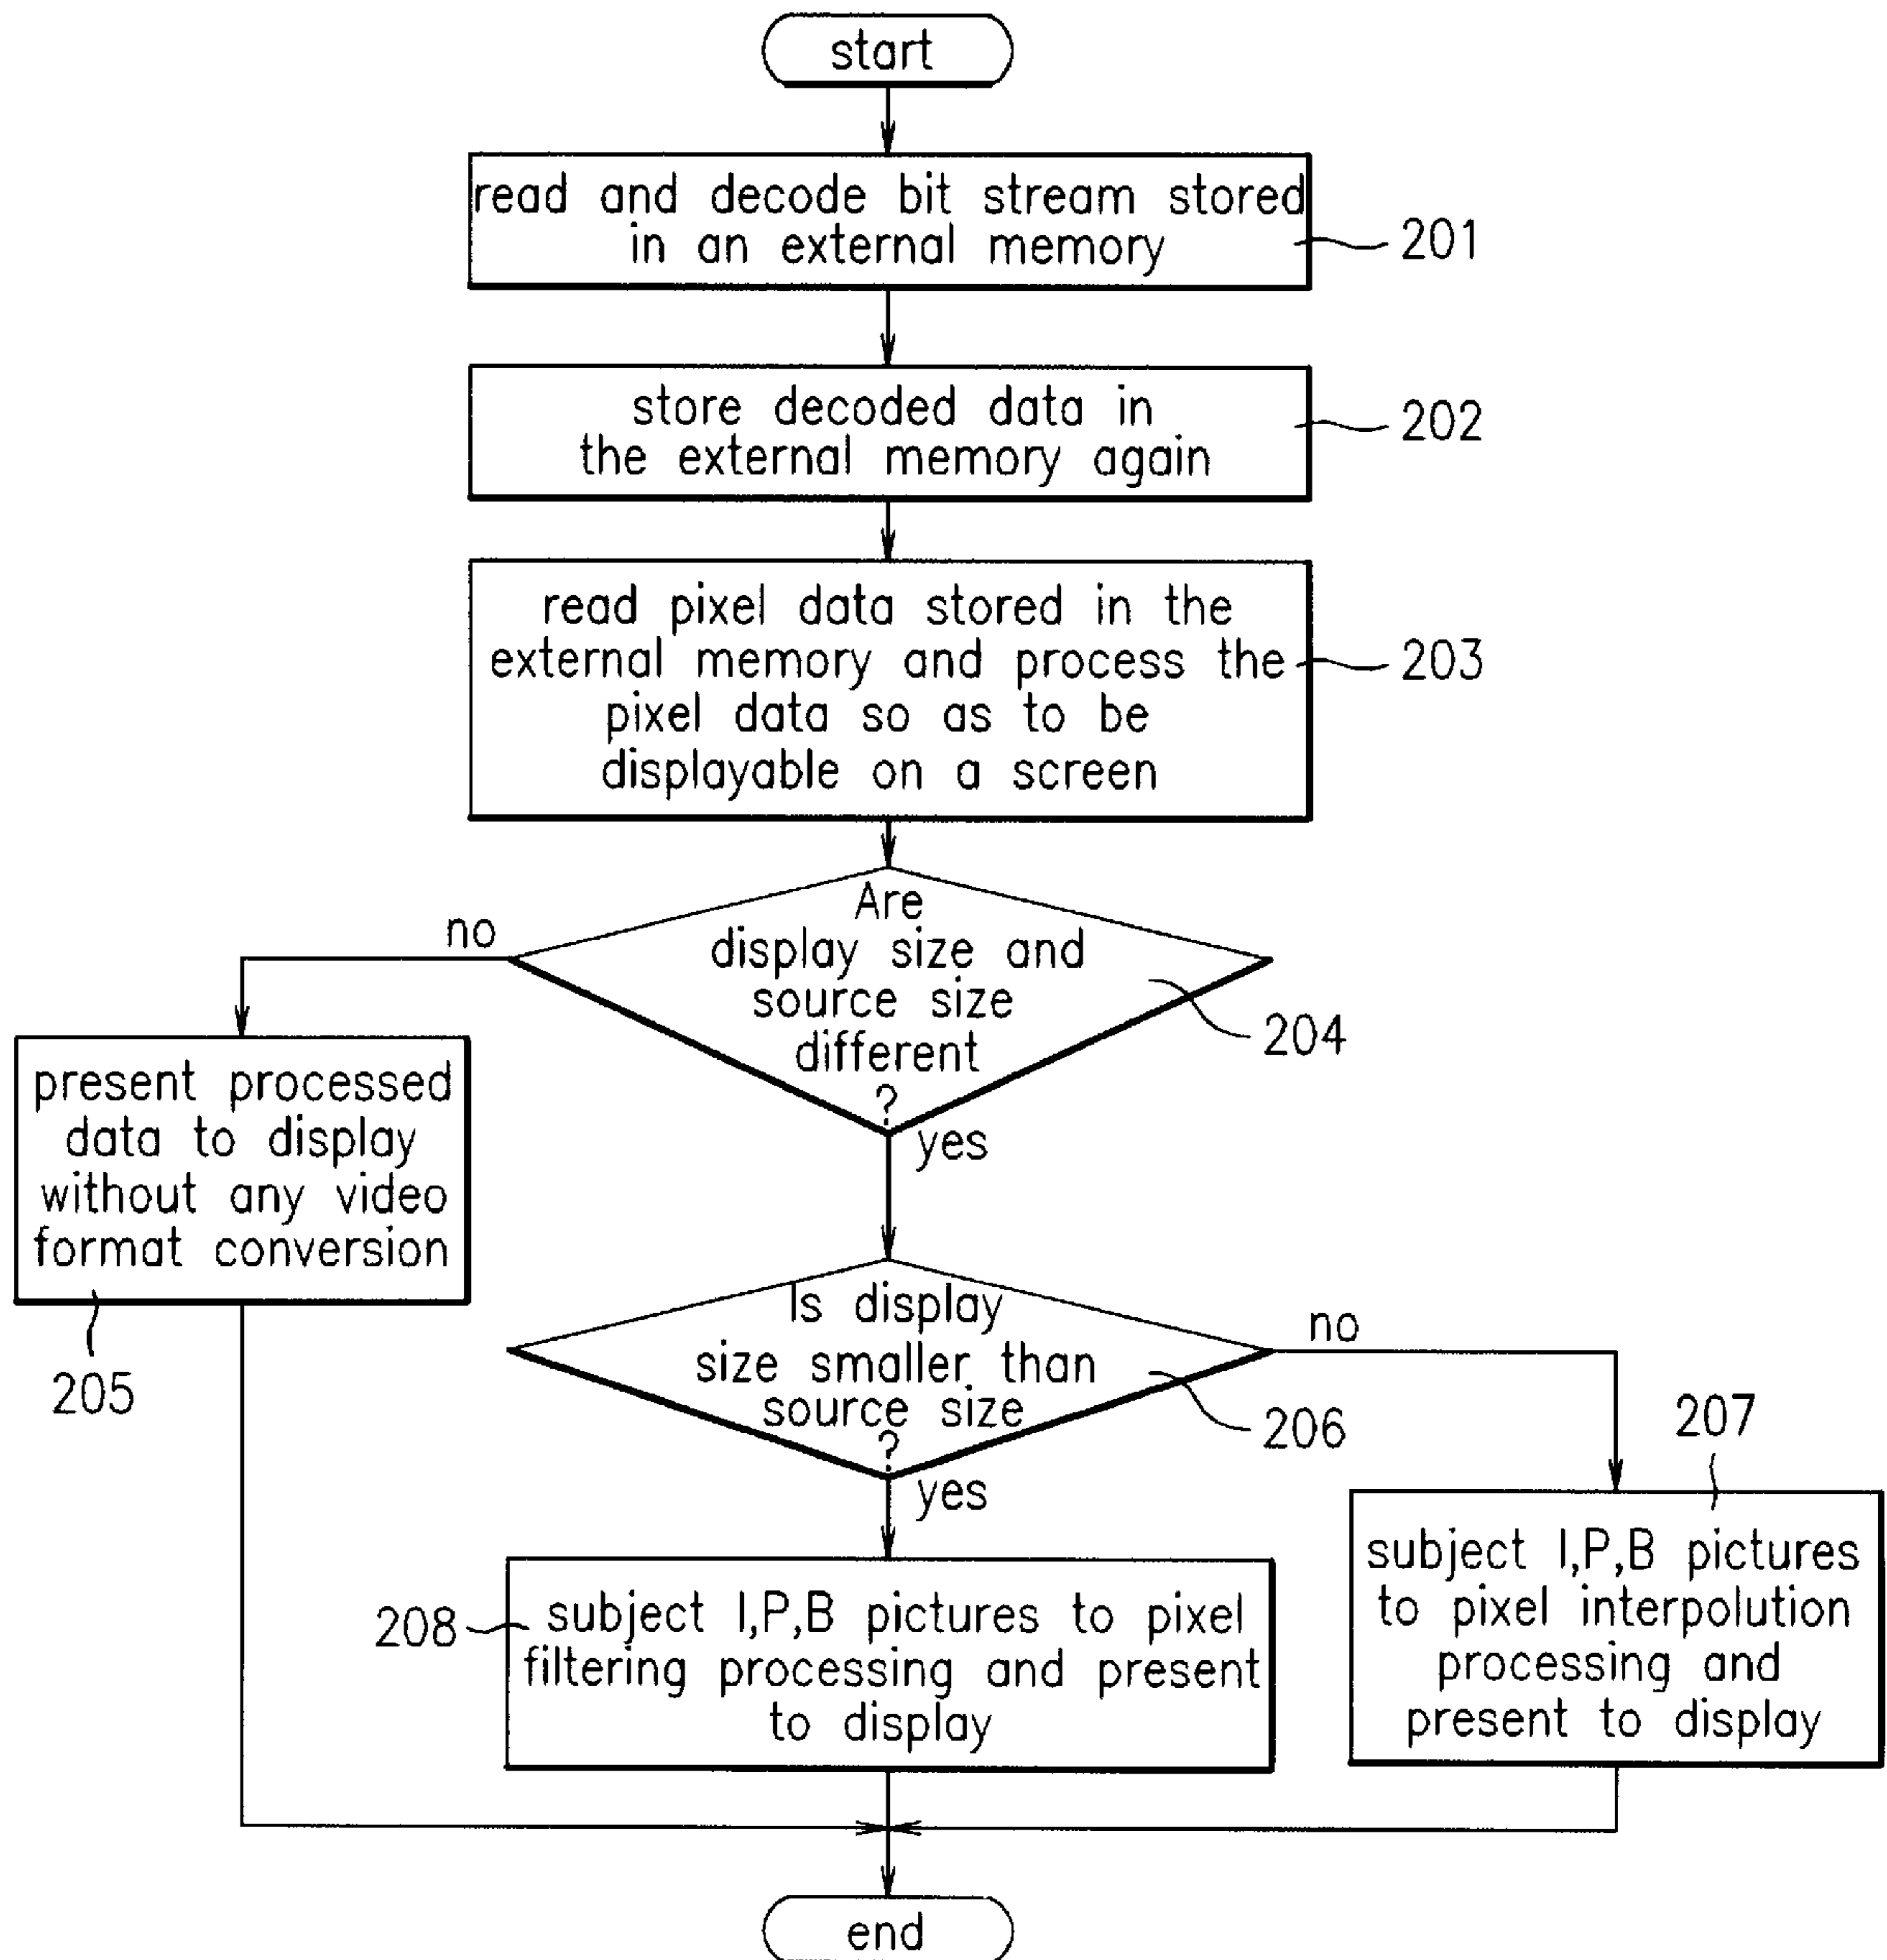 start
read and decode bit stream stored
in an external memory
201
store decoded data in
the external memory again
202
read pixel data stored in the
external memory and process the
pixel data so as to be
displayable on a screen
203
Are
display size and
source size
different
?
204
no
yes
present processed
data to display
without any video
format conversion
205
Is display
size smaller than
source size
?
206
no
yes
207
subject I,P,B pictures
to pixel interpolution
processing and
present to display
208
subject I,P,B pictures to pixel
filtering processing and present
to display
end